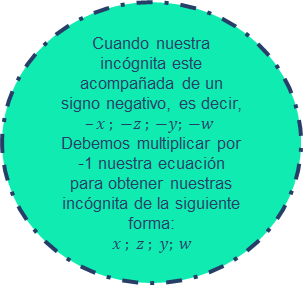 Cuando nuestra
incógnita este
acompañada de un
signo negativo, es decir,
−x ; −z ; −y; −w
Debemos multiplicar por
-1 nuestra ecuación
para obtener nuestras
incógnita de la siguiente
forma:
x ; z ; y; w